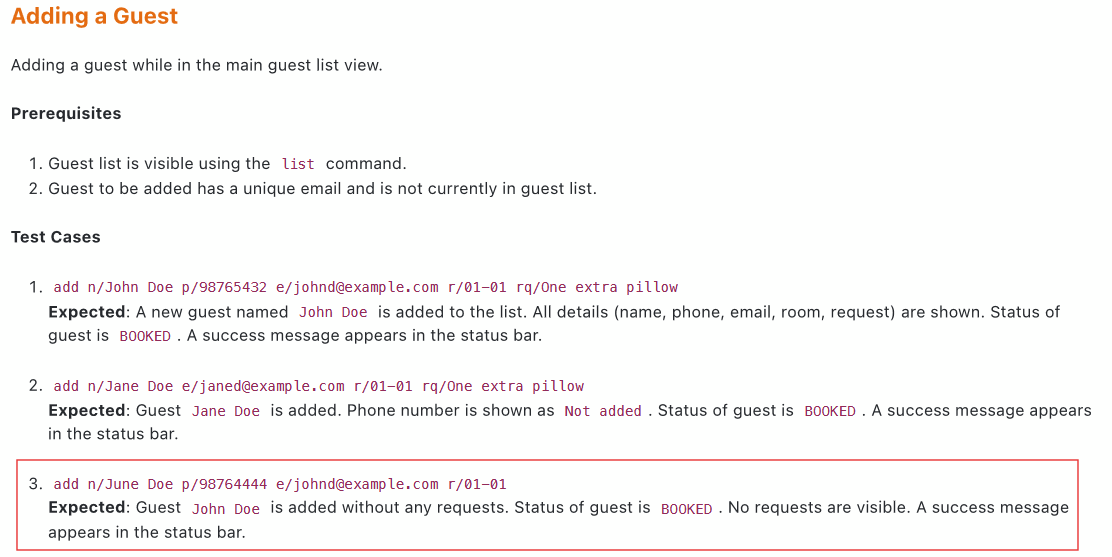 Adding a Guest
Adding a guest while in the main guest list view.
Prerequisites
1. Guest list is visible using the list command.
2. Guest to be added has a unique email and is not currently in guest list.
Test Cases
1. add n/John Doe p/98765432 e/johnd@example.com r/01-01 rq/One extra pillow
Expected: A new guest named John Doe is added to the list. All details (name, phone, email, room, request) are shown. Status of
guest is BOOKED. A success message appears in the status bar.
2. add n/Jane Doe e/janed@example.com r/01-01 rq/One extra pillow
Expected: Guest Jane Doe is added. Phone number is shown as Not added. Status of guest is BOOKED. A success message appears
in the status bar.
3. add n/June Doe p/98764444 e/johnd@example.com r/01-01
Expected: Guest John Doe is added without any requests. Status of guest is BOOKED. No requests are visible. A success message
appears in the status bar.